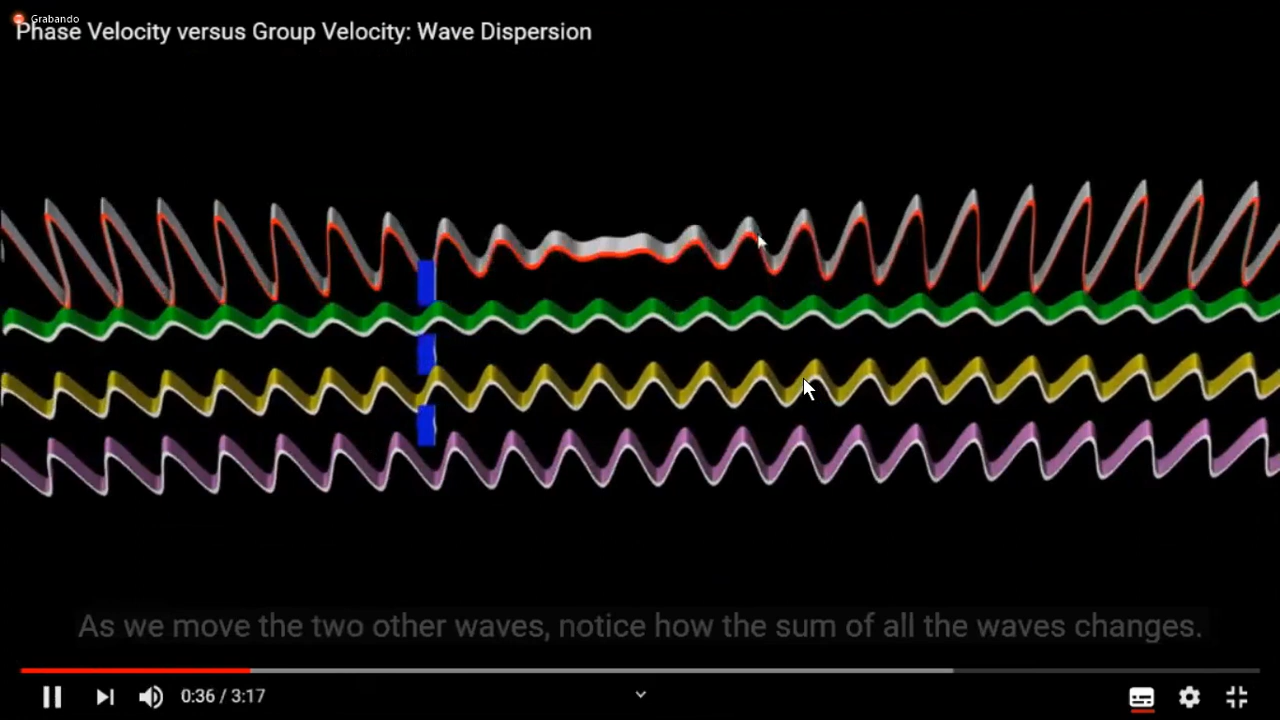 Grabando
Phase Velocity versus Group Velocity: Wave Dispersion
As we move the two other waves, notice how the sum of all the waves changes.
0:36 / 3:17